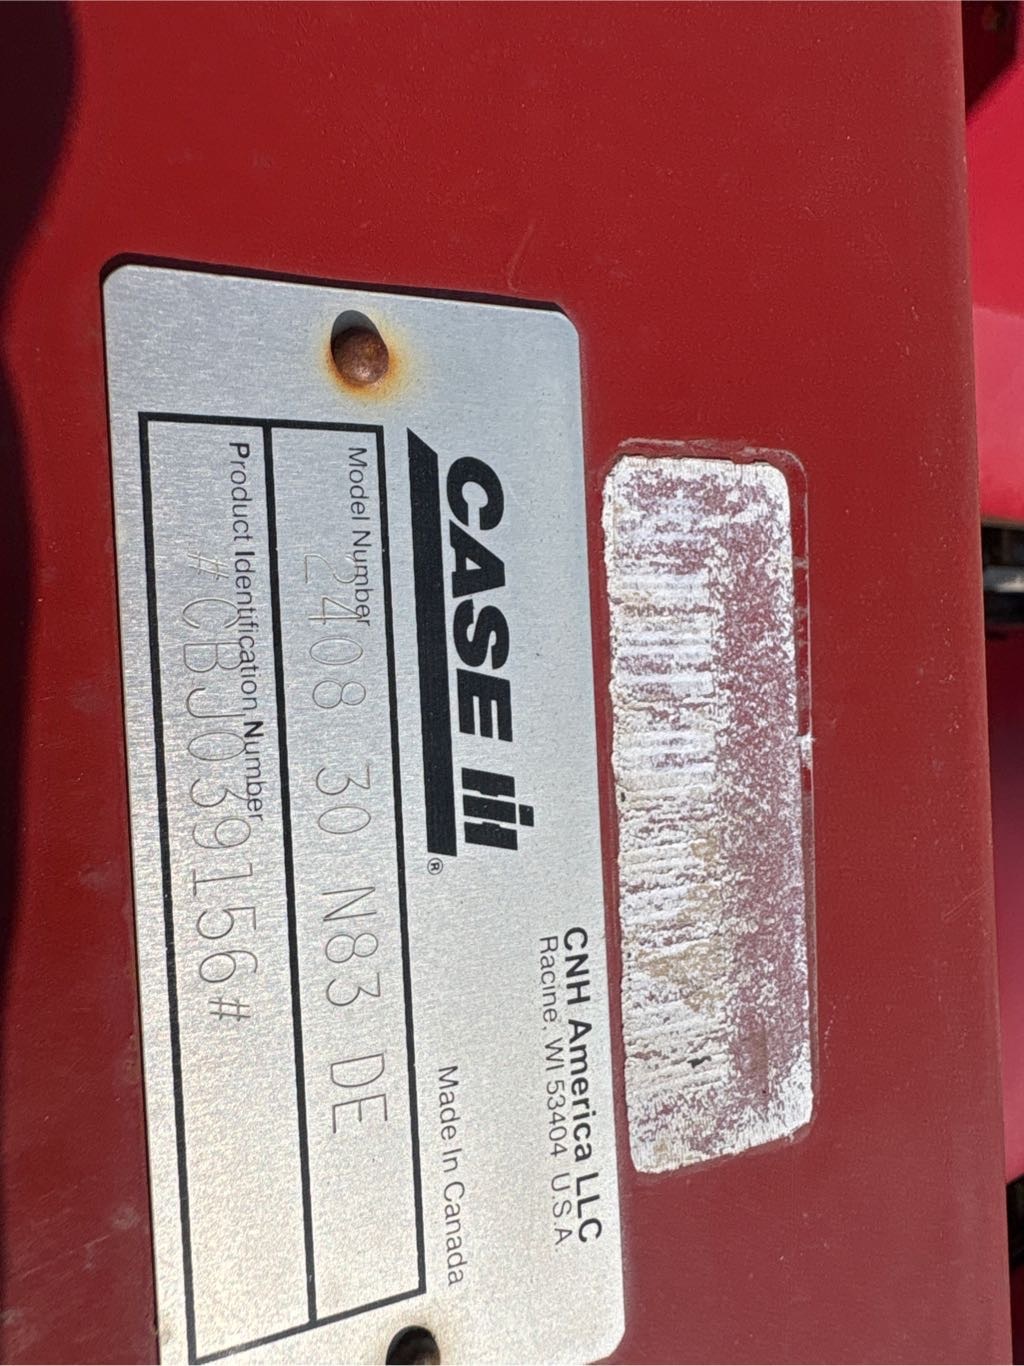 CASE IH®
CNH America LLC
Racine, WI 53404 U.S.A.
Made In Canada
Model Number
2408 30 N83 DE
Product Identification Number
#CBJ039156#